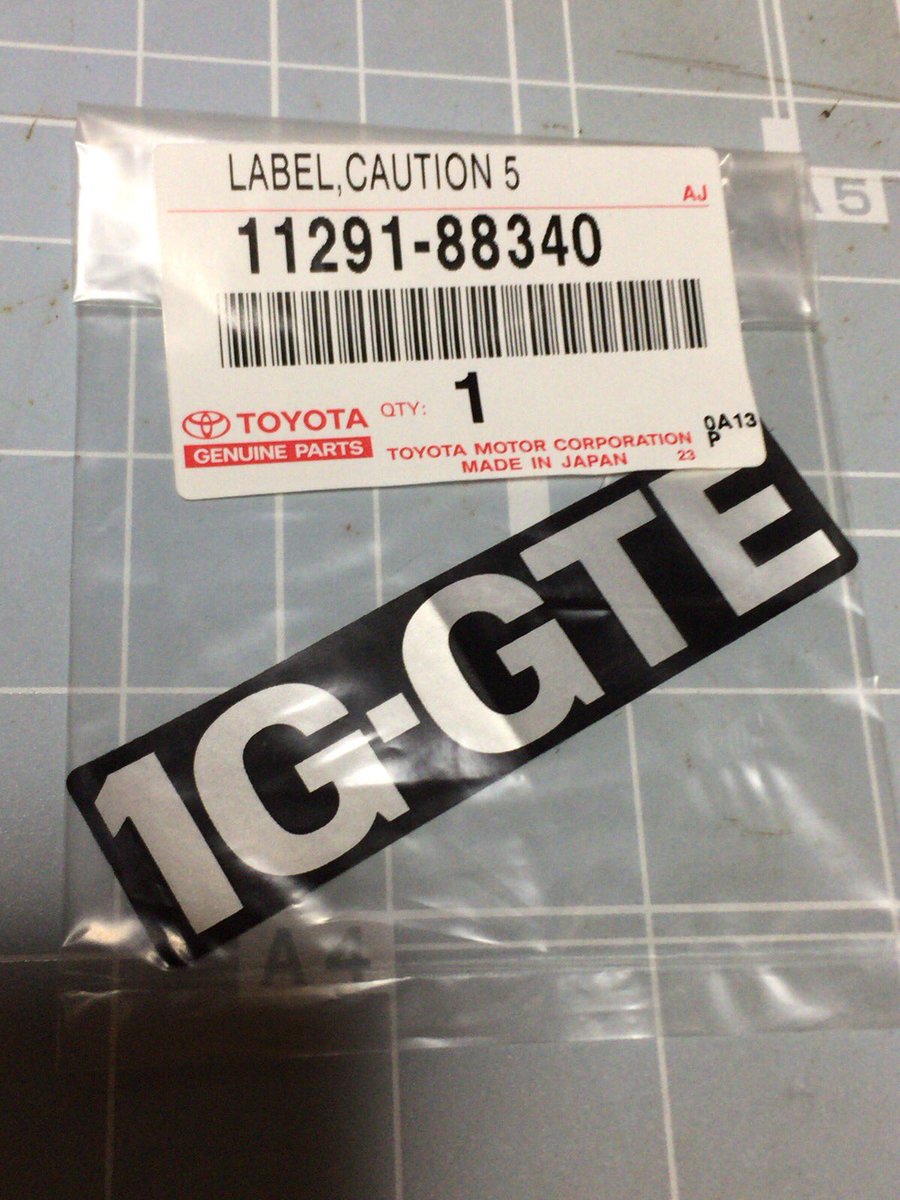 LABEL,CAUTION 5
AJ
11291-88340
TOYOTA
GENUINE PARTS
QTY: 1
0A13
P
TOYOTA MOTOR CORPORATION
MADE IN JAPAN 23
A5
1G-GTE
A4